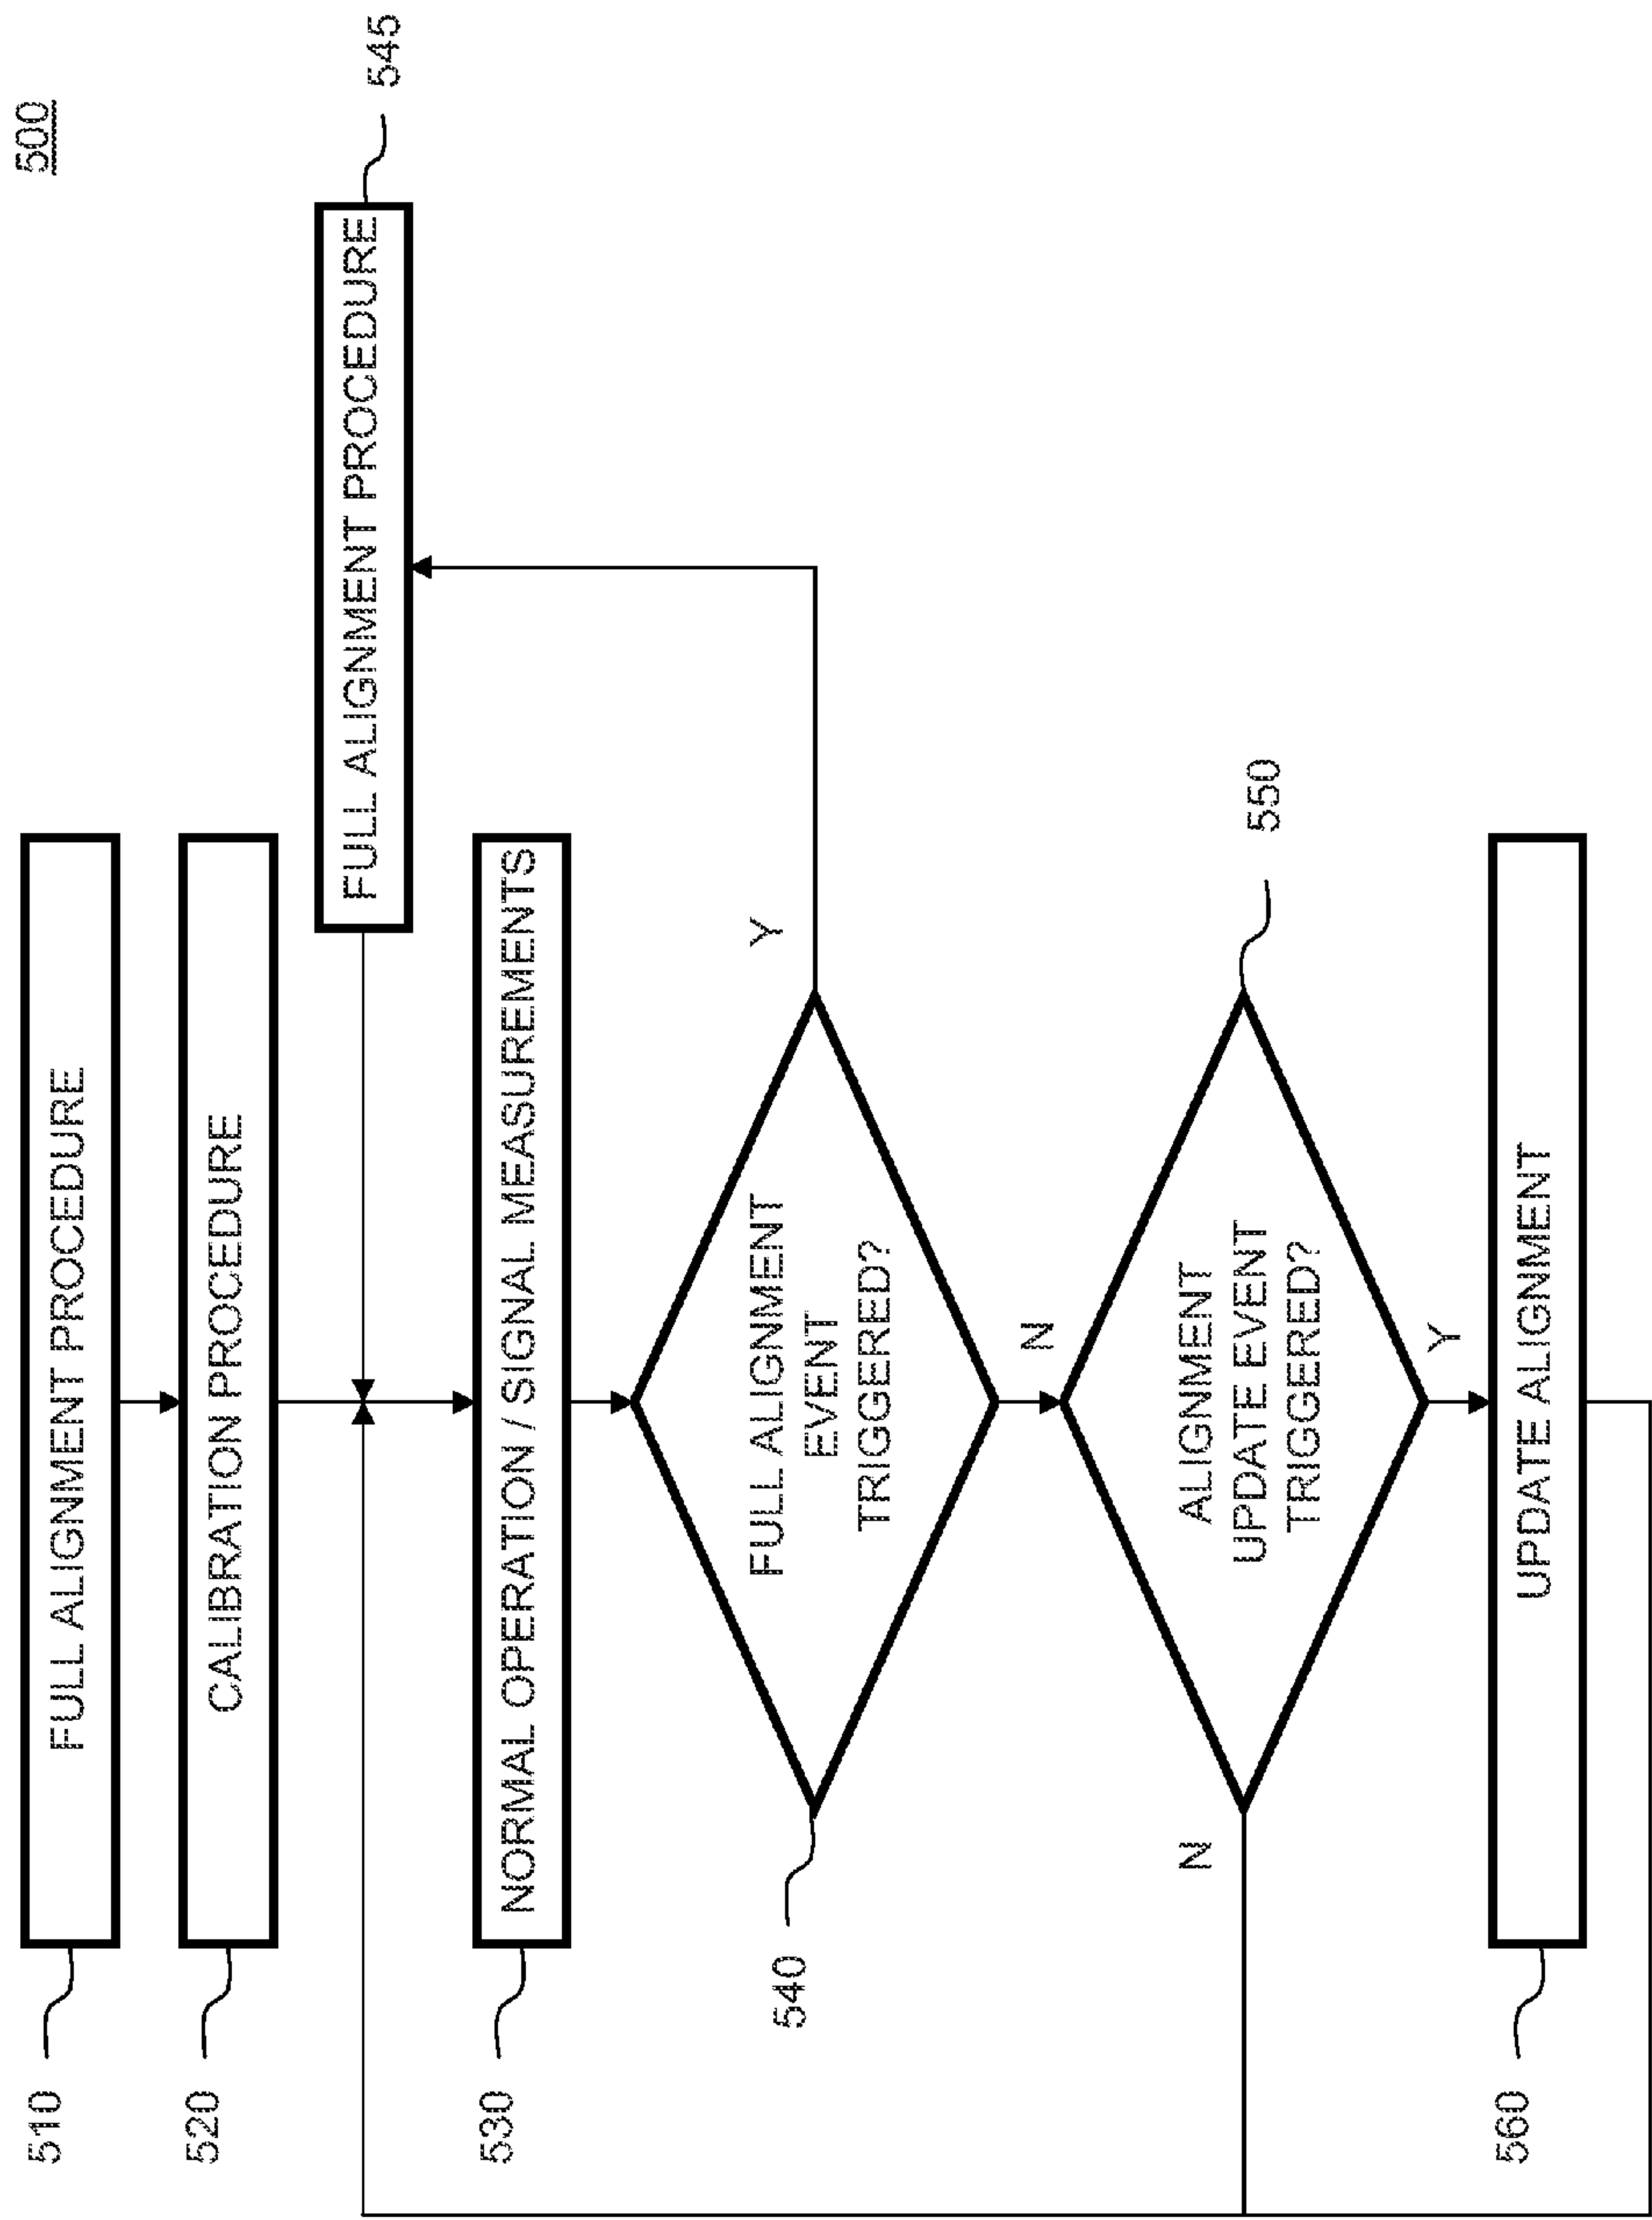 500
510
FULL ALIGNMENT PROCEDURE
520
CALIBRATION PROCEDURE
FULL ALIGNMENT PROCEDURE
545
530
NORMAL OPERATION / SIGNAL MEASUREMENTS
540
FULL ALIGNMENT
EVENT
TRIGGERED?
Y
N
550
ALIGNMENT
UPDATE EVENT
TRIGGERED?
N
Y
560
UPDATE ALIGNMENT